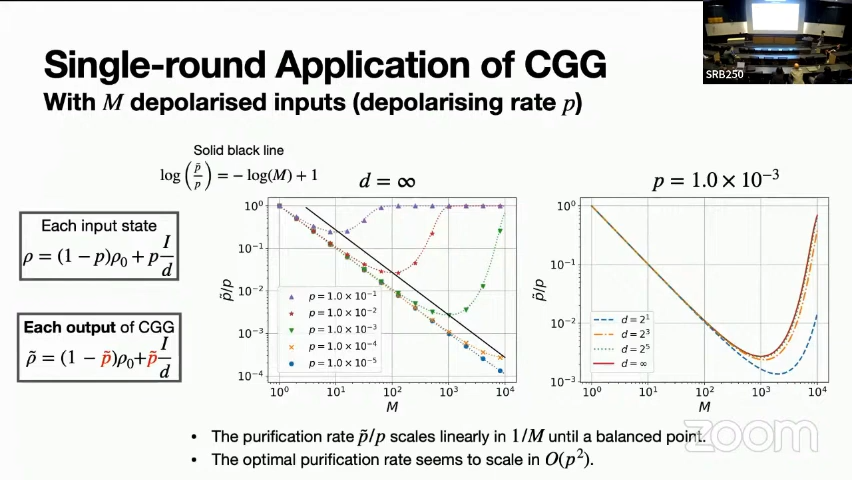 Single-round Application of CGG
With M depolarised inputs (depolarising rate p)
SRB250
Solid black line
log(p̃/p) = − log(M) + 1
d = ∞
p = 1.0 × 10⁻³
Each input state
ρ = (1 − p)ρ₀ + p I/d
Each output of CGG
ρ̃ = (1 − p̃)ρ₀+p̃ I/d
p̃/p
10⁰
10⁻¹
10⁻²
10⁻³
10⁻⁴
p = 1.0 × 10⁻¹
p = 1.0 × 10⁻²
p = 1.0 × 10⁻³
p = 1.0 × 10⁻⁴
p = 1.0 × 10⁻⁵
10⁰ 10¹ 10² 10³ 10⁴
M
p̃/p
10⁰
10⁻¹
10⁻²
10⁻³
d = 2¹
d = 2³
d = 2⁵
d = ∞
10⁰ 10¹ 10² 10³ 10⁴
M
• The purification rate p̃/p scales linearly in 1/M until a balanced point.
• The optimal purification rate seems to scale in O(p²).
zoom